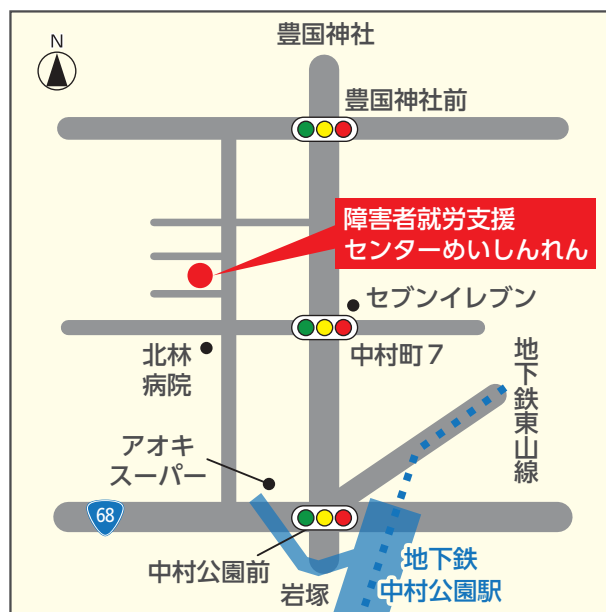 豊国神社
N
豊国神社前
障害者就労支援
センターめいしんれん
セブンイレブン
中村町7
北林
病院
地下鉄東山線
アオキ
スーパー
68
中村公園前
岩塚
地下鉄
中村公園駅